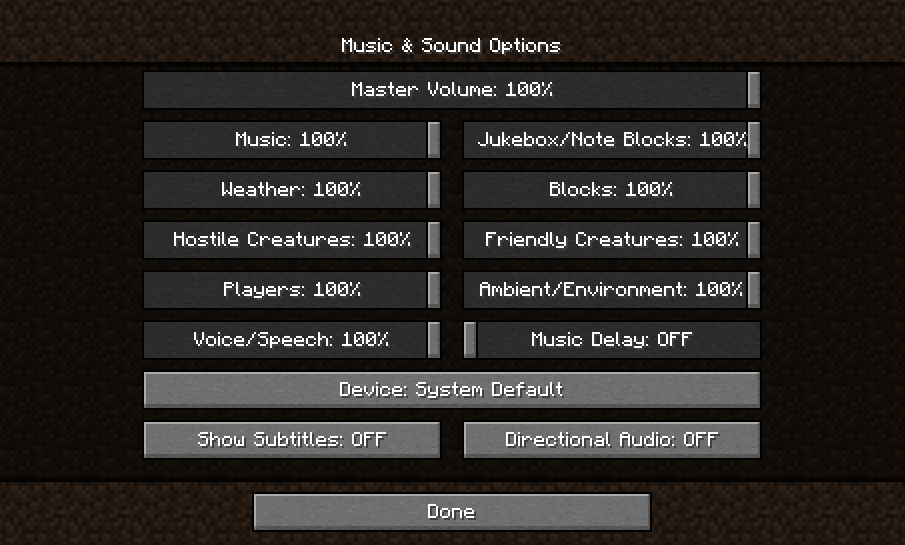 Music & Sound Options
Master Volume: 100%
Music: 100%
Jukebox/Note Blocks: 100%
Weather: 100%
Blocks: 100%
Hostile Creatures: 100%
Friendly Creatures: 100%
Players: 100%
Ambient/Environment: 100%
Voice/Speech: 100%
Music Delay: OFF
Device: System Default
Show Subtitles: OFF
Directional Audio: OFF
Done